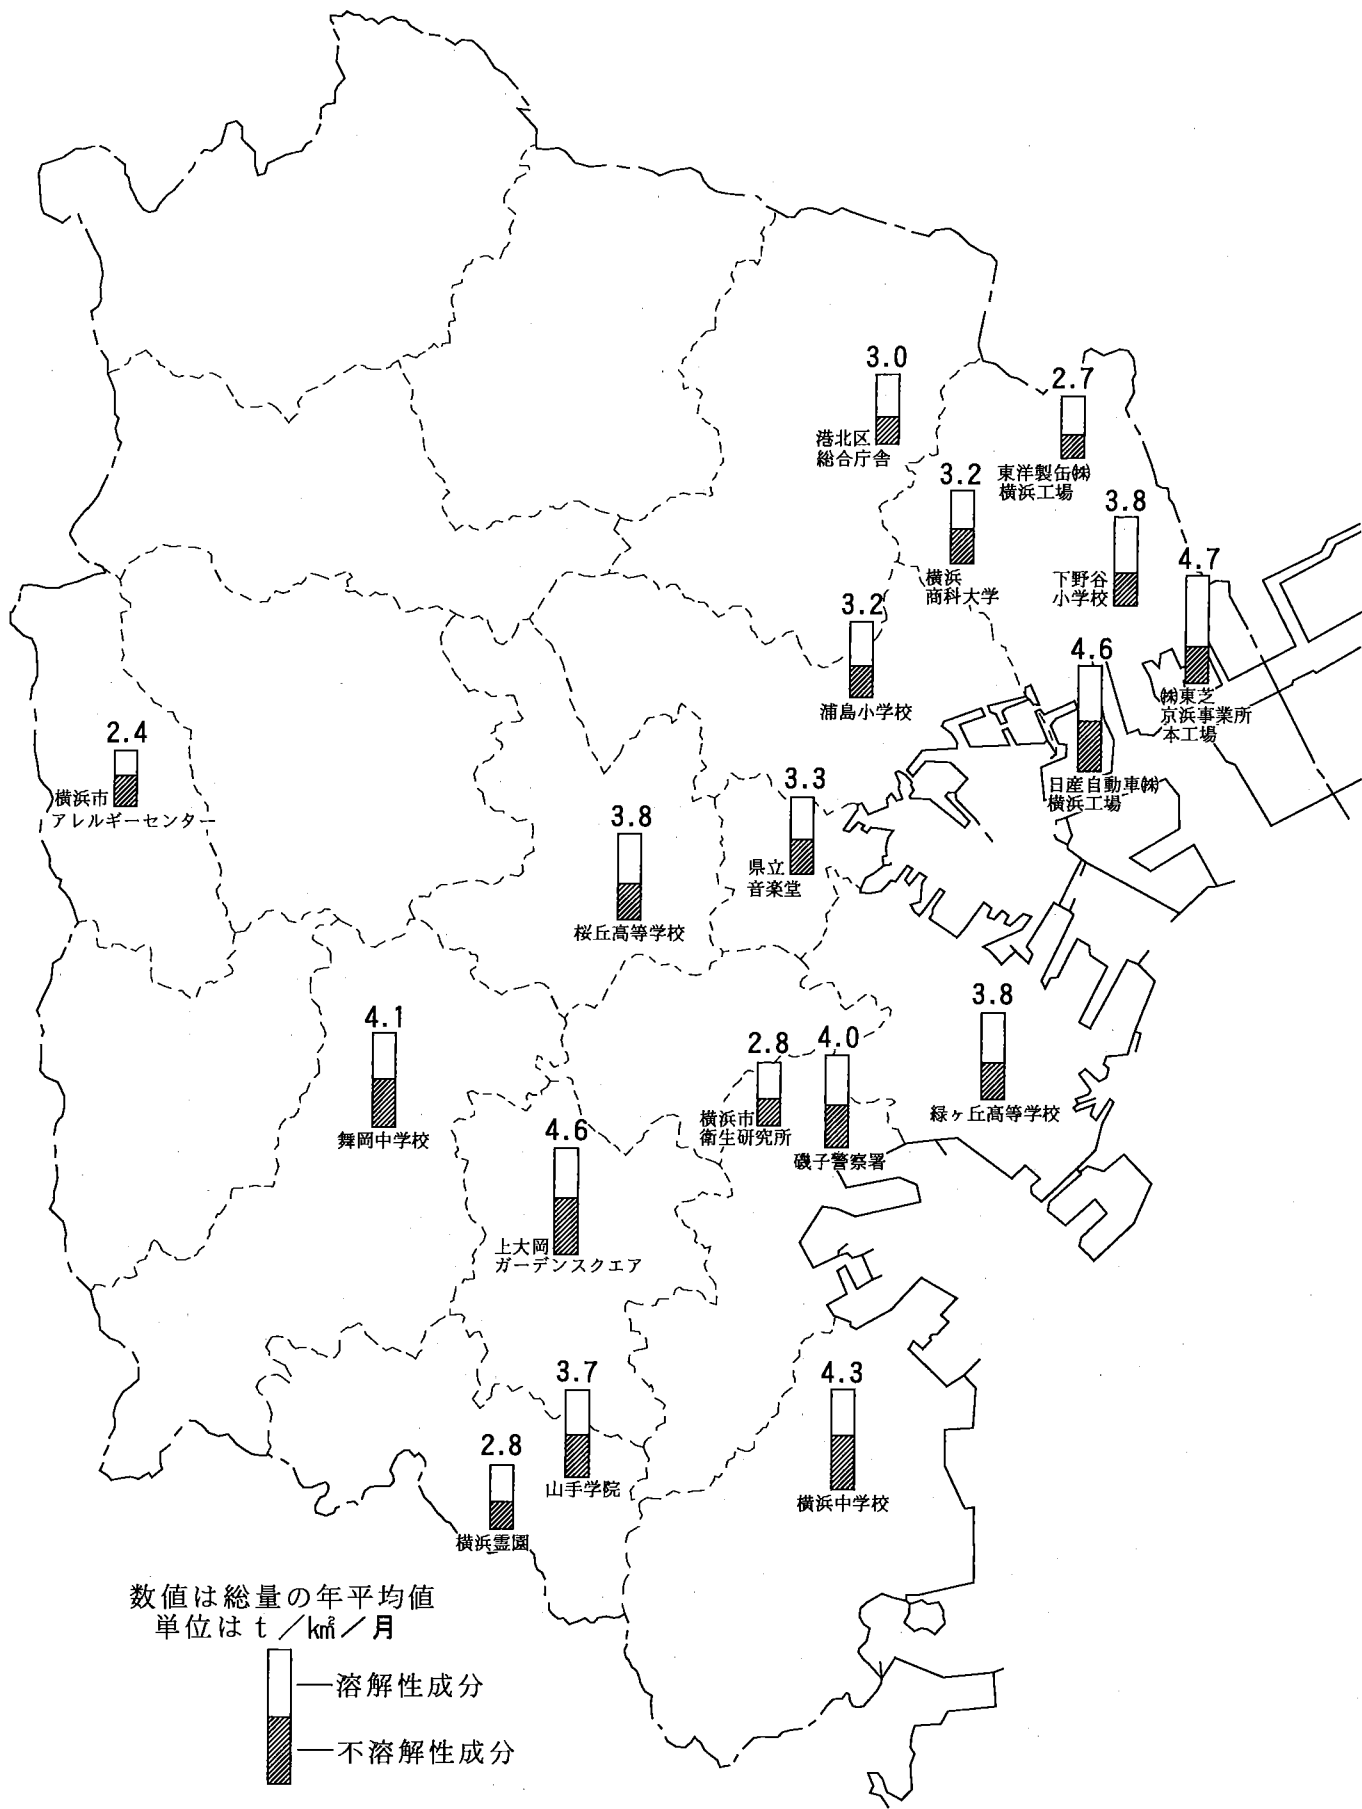 3.0
港北区
総合庁舎
2.7
東洋製缶㈱
横浜工場
3.2
横浜
商科大学
3.8
下野谷
小学校
4.7
㈱東芝
京浜事業所
本工場
3.2
浦島小学校
4.6
日産自動車㈱
横浜工場
2.4
横浜市
アレルギーセンター
3.3
県立
音楽堂
3.8
桜丘高等学校
3.8
緑ヶ丘高等学校
4.1
舞岡中学校
2.8
横浜市
衛生研究所
4.0
磯子警察署
4.6
上大岡
ガーデンスクエア
3.7
山手学院
4.3
横浜中学校
2.8
横浜霊園
数値は総量の年平均値
単位はt／㎢／月
溶解性成分
不溶解性成分